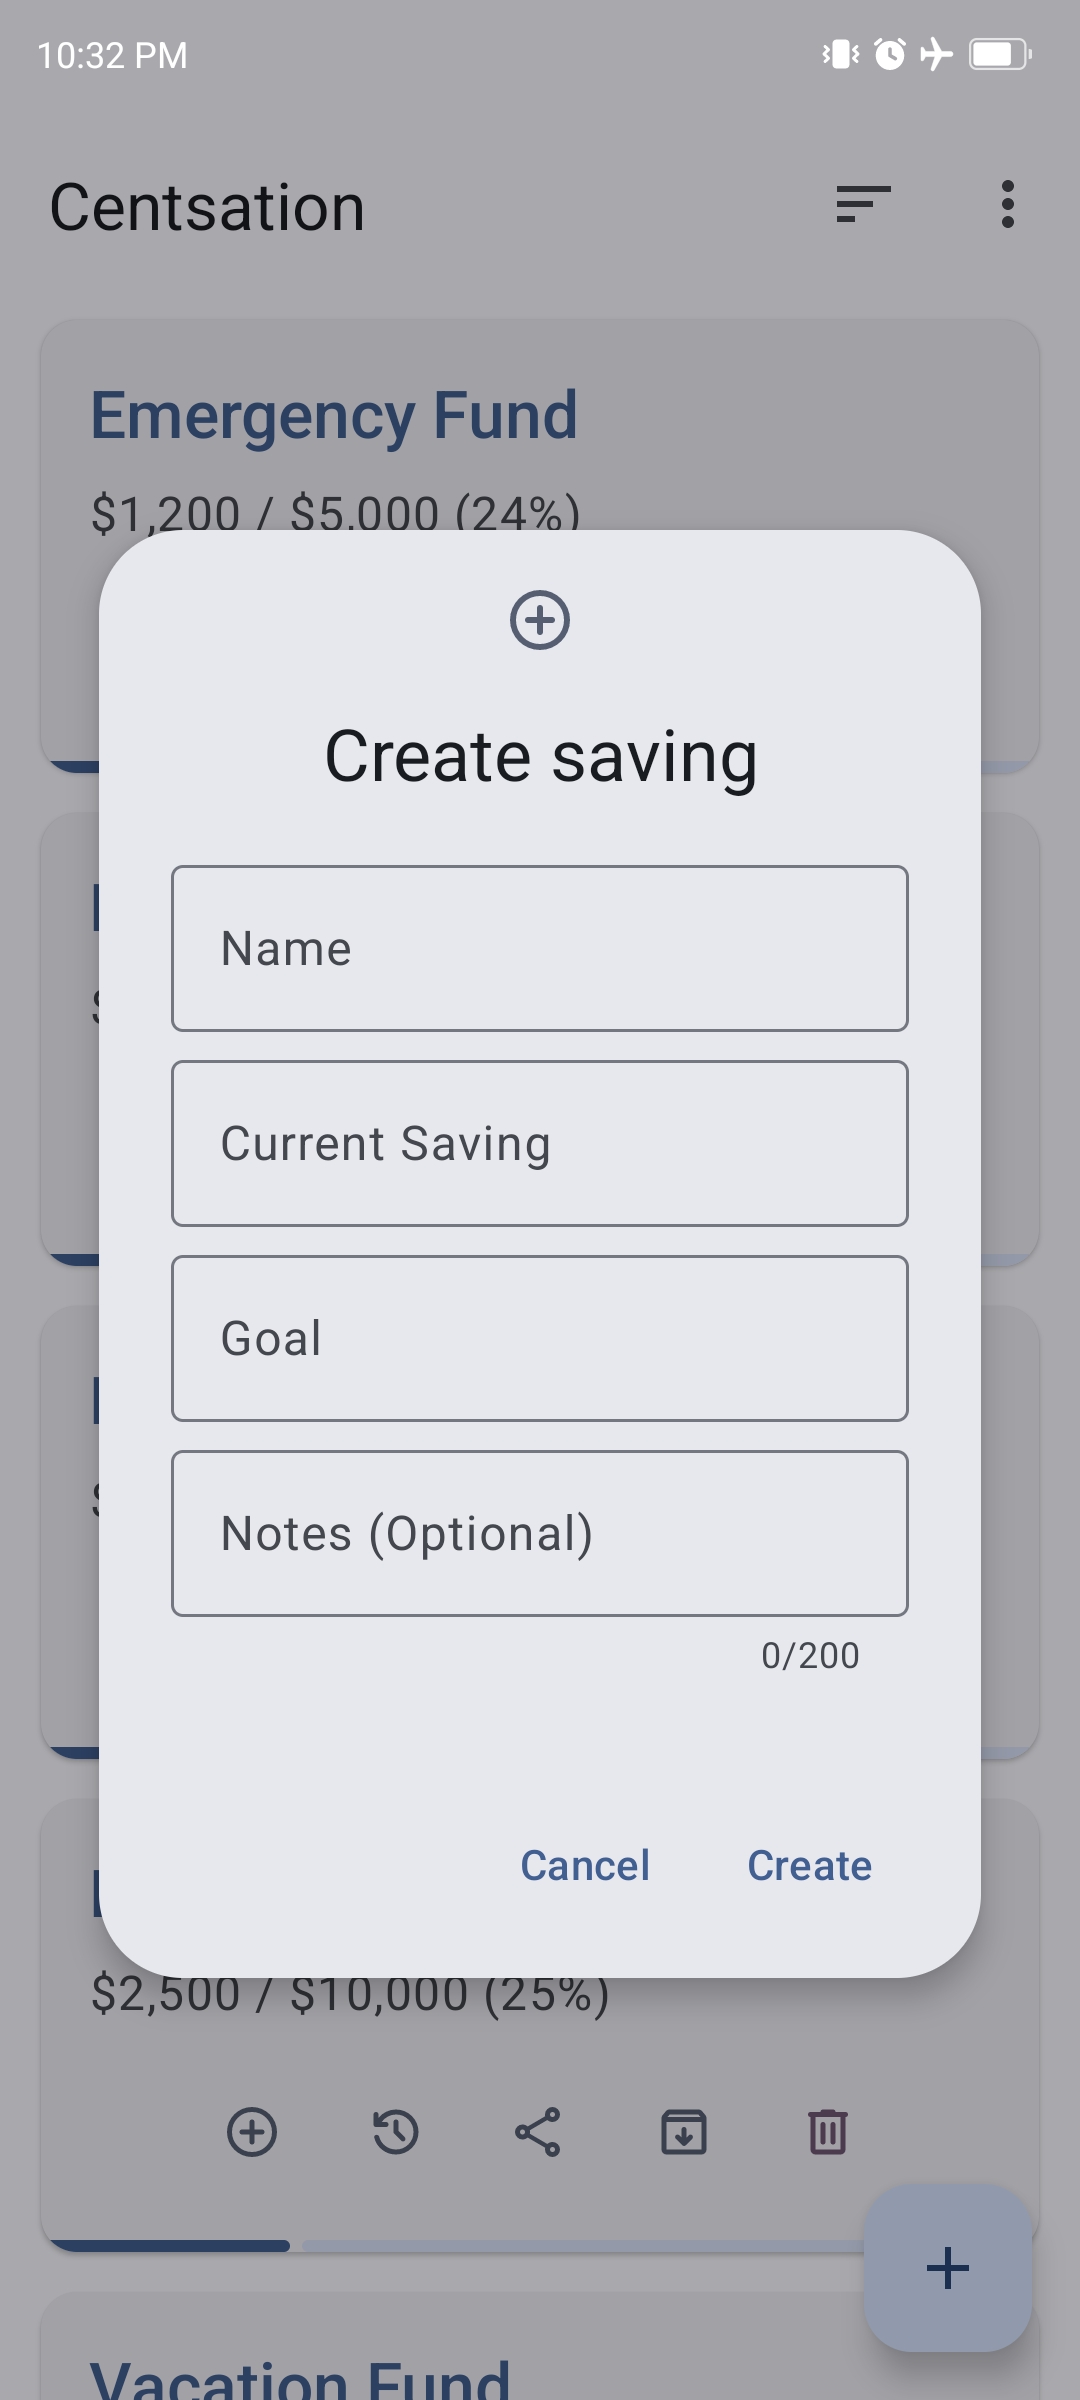 10:32 PM
Centsation
Emergency Fund
$1,200 / $5,000 (24%)
Create saving
Name
Current Saving
Goal
Notes (Optional)
0/200
Cancel
Create
$2,500 / $10,000 (25%)
Vacation Fund